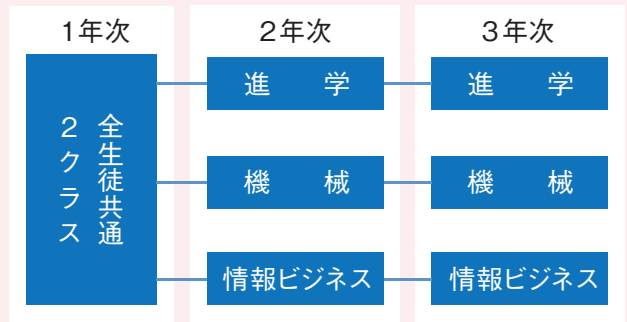 1年次
2年次
3年次
全生徒共通
2クラス
進　学
進　学
機　械
機　械
情報ビジネス
情報ビジネス